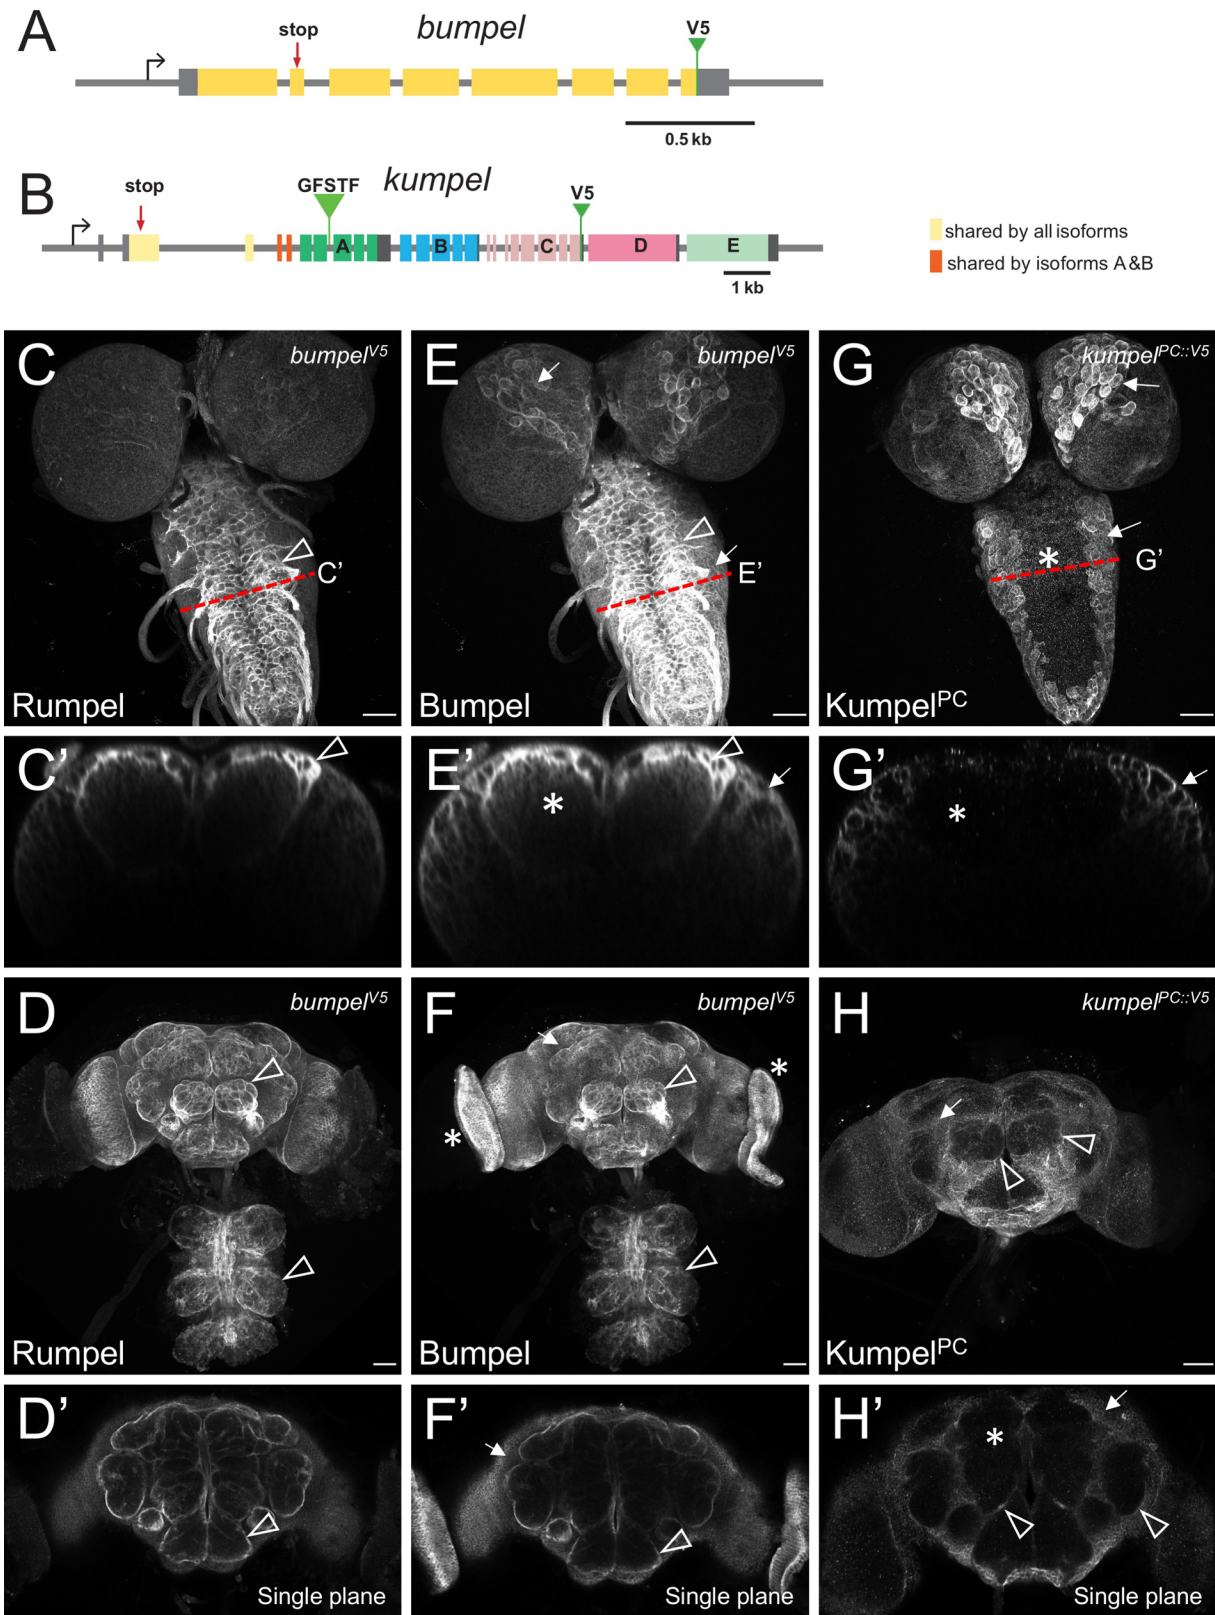 A
bumpel
stop
V5
0.5 kb
B
kumpel
stop
GFSTF
V5
A
B
C
D
E
1 kb
shared by all isoforms
shared by isoforms A&B
C
bumpelV5
C’
Rumpel
E
bumpelV5
E’
Bumpel
G
kumpelPC::V5
*
G’
KumpelPC
C’
E’
*
G’
*
D
bumpelV5
Rumpel
F
bumpelV5
*
*
Bumpel
H
kumpelPC::V5
KumpelPC
D’
Single plane
F’
Single plane
H’
*
Single plane